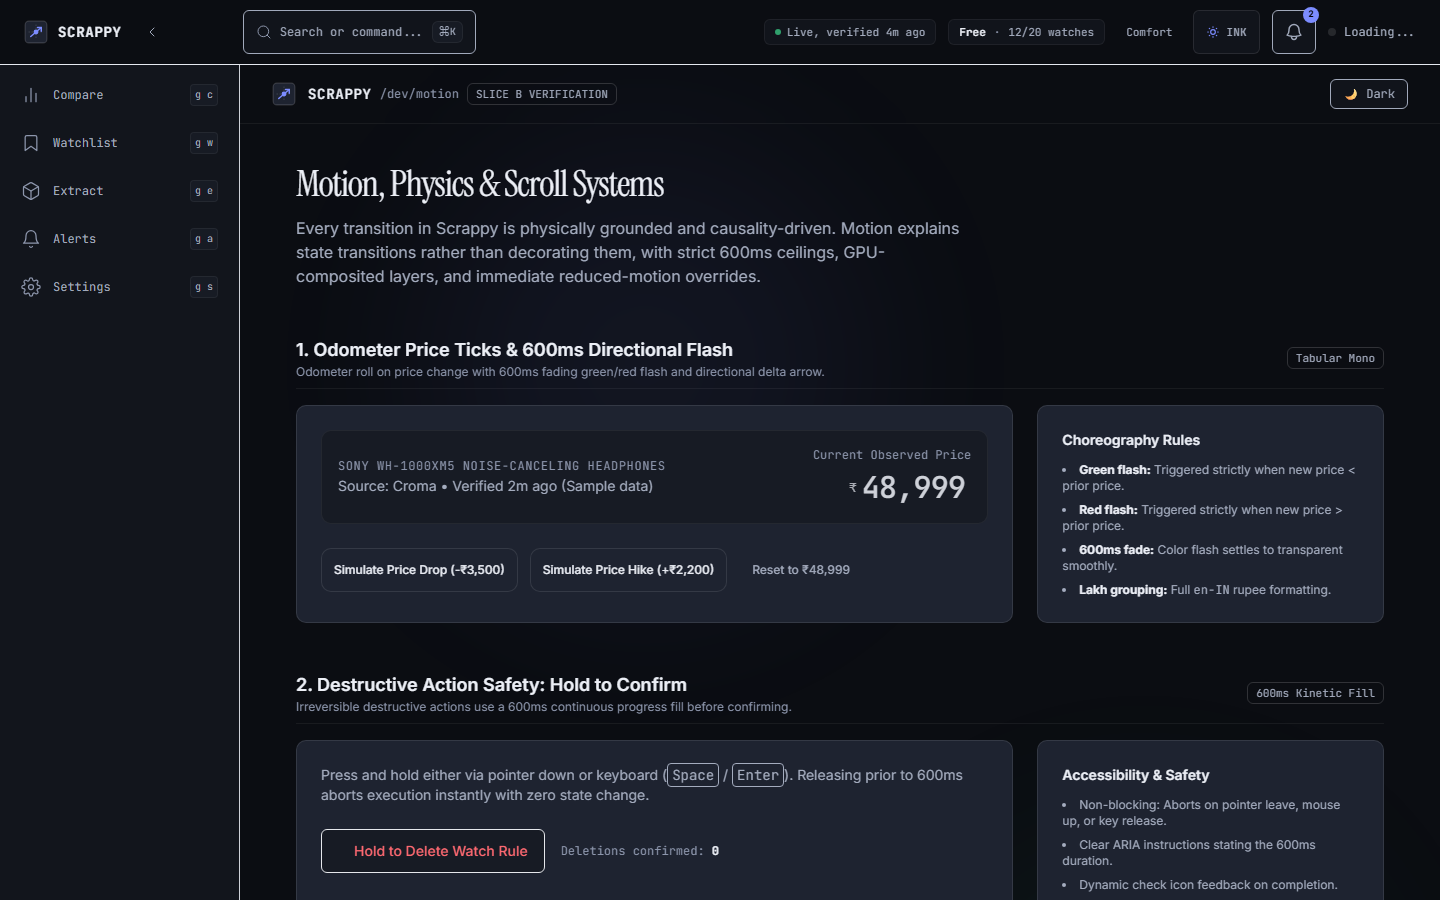 SCRAPPY
Search or command... ⌘K
Live, verified 4m ago
Free · 12/20 watches
Comfort
INK
2
Loading...
Compare g c
Watchlist g w
Extract g e
Alerts g a
Settings g s
SCRAPPY /dev/motion SLICE B VERIFICATION
Dark
Motion, Physics & Scroll Systems
Every transition in Scrappy is physically grounded and causality-driven. Motion explains
state transitions rather than decorating them, with strict 600ms ceilings, GPU-
composited layers, and immediate reduced-motion overrides.
1. Odometer Price Ticks & 600ms Directional Flash
Odometer roll on price change with 600ms fading green/red flash and directional delta arrow.
Tabular Mono
SONY WH-1000XM5 NOISE-CANCELING HEADPHONES
Source: Croma • Verified 2m ago (Sample data)
Current Observed Price
₹ 48,999
Simulate Price Drop (-₹3,500)
Simulate Price Hike (+₹2,200)
Reset to ₹48,999
Choreography Rules
• Green flash: Triggered strictly when new price <
prior price.
• Red flash: Triggered strictly when new price >
prior price.
• 600ms fade: Color flash settles to transparent
smoothly.
• Lakh grouping: Full en-IN rupee formatting.
2. Destructive Action Safety: Hold to Confirm
Irreversible destructive actions use a 600ms continuous progress fill before confirming.
600ms Kinetic Fill
Press and hold either via pointer down or keyboard (Space / Enter). Releasing prior to 600ms
aborts execution instantly with zero state change.
Hold to Delete Watch Rule
Deletions confirmed: 0
Accessibility & Safety
• Non-blocking: Aborts on pointer leave, mouse
up, or key release.
• Clear ARIA instructions stating the 600ms
duration.
• Dynamic check icon feedback on completion.